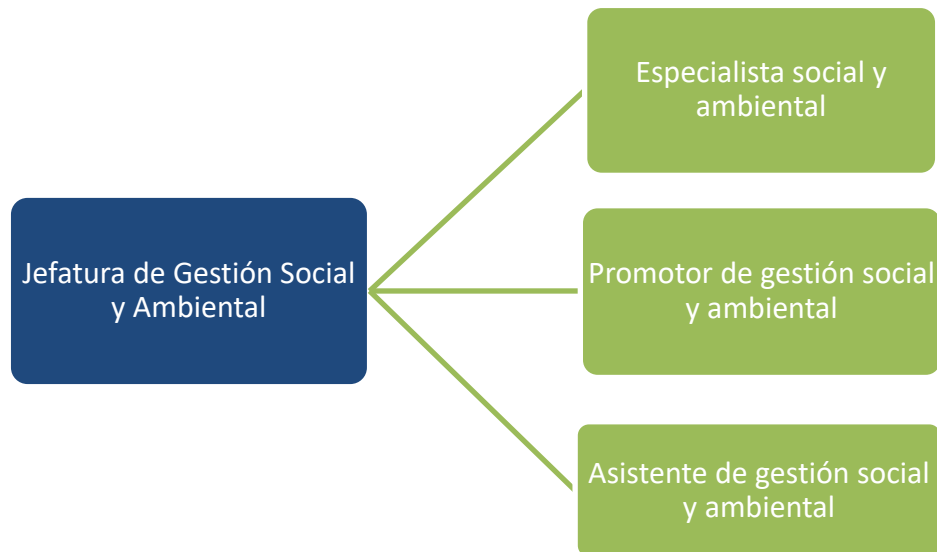 Especialista social y
ambiental
Jefatura de Gestión Social
y Ambiental
Promotor de gestión social
y ambiental
Asistente de gestión social
y ambiental